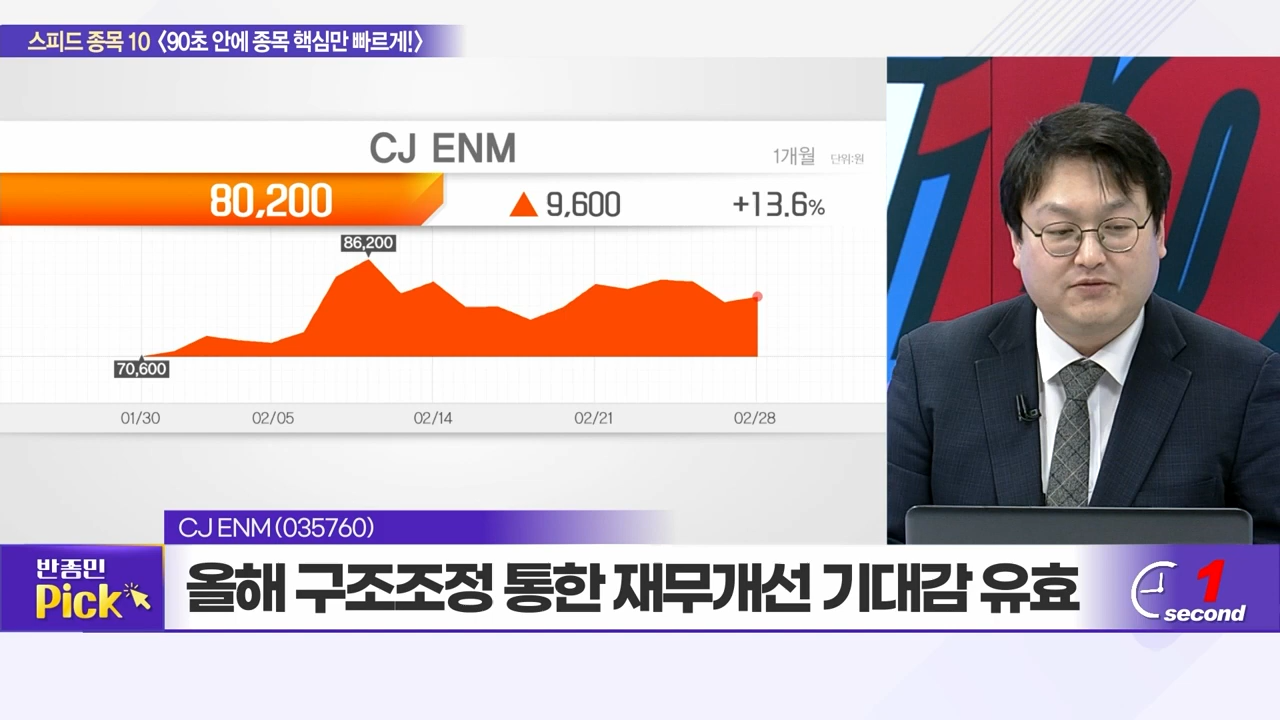 스피드 종목 10 <90초 안에 종목 핵심만 빠르게!>
CJ ENM
1개월 단위:원
80,200 ▲ 9,600 +13.6%
86,200
70,600
01/30 02/05 02/14 02/21 02/28
CJ ENM (035760)
반종민
Pick
올해 구조조정 통한 재무개선 기대감 유효
1
second